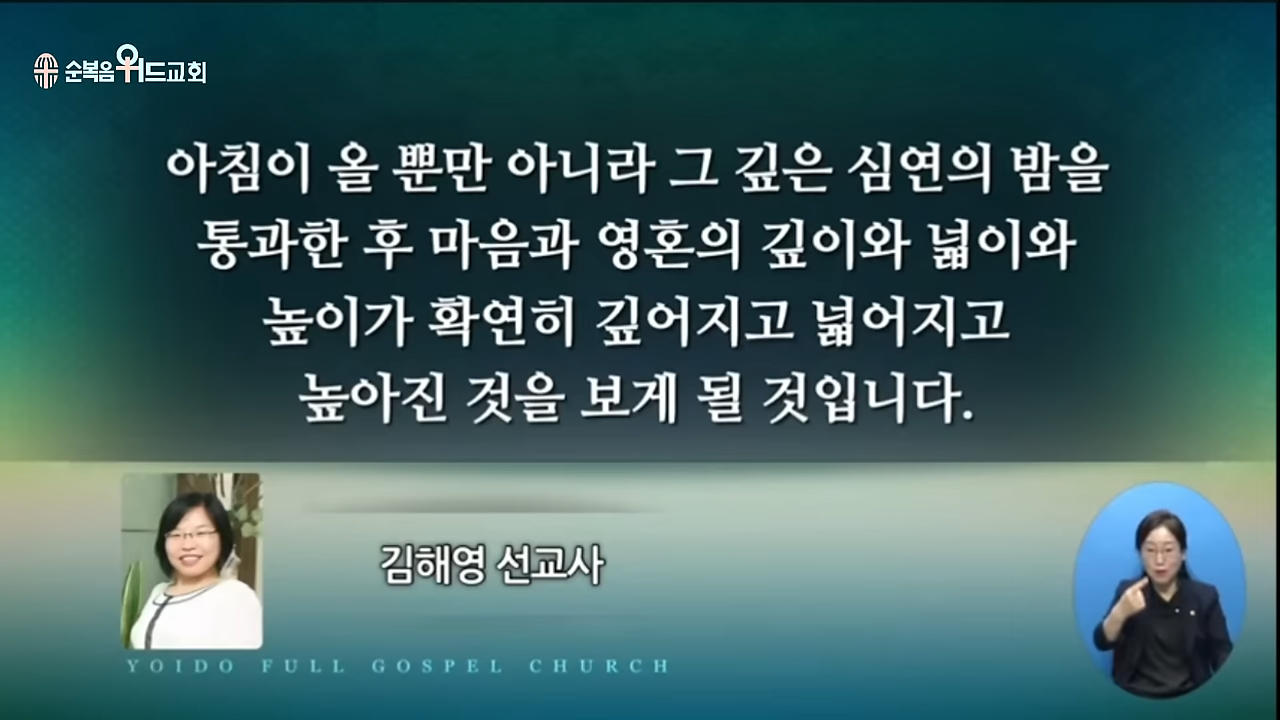 순복음위드교회
아침이 올 뿐만 아니라 그 깊은 심연의 밤을
통과한 후 마음과 영혼의 깊이와 넓이와
높이가 확연히 깊어지고 넓어지고
높아진 것을 보게 될 것입니다.
김해영 선교사
YOIDO FULL GOSPEL CHURCH